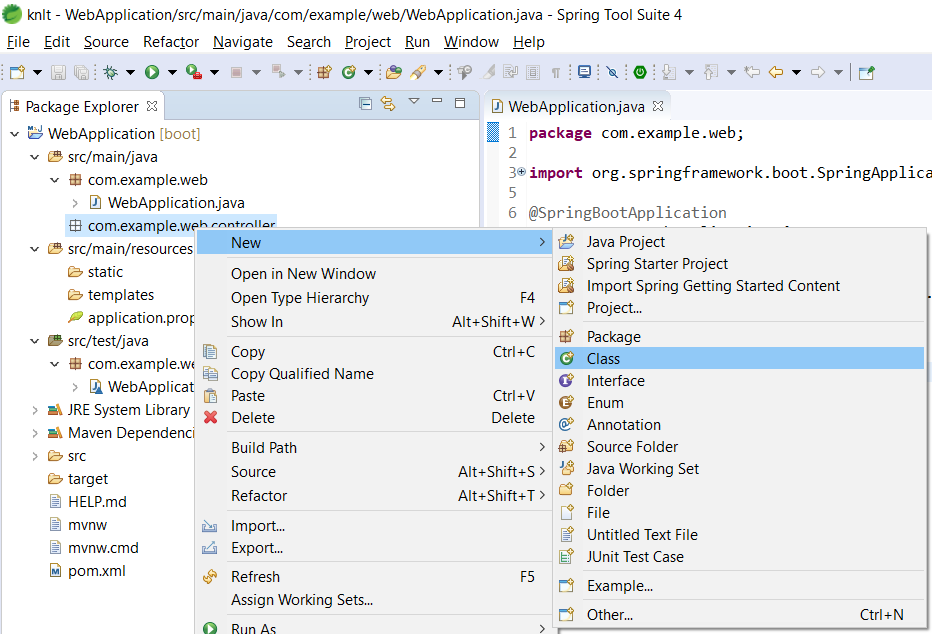 knlt - WebApplication/src/main/java/com/example/web/WebApplication.java - Spring Tool Suite 4
File Edit Source Refactor Navigate Search Project Run Window Help
Package Explorer
WebApplication [boot]
src/main/java
com.example.web
WebApplication.java
com.example.web.controller
src/main/resources
static
templates
application.prop
src/test/java
com.example.we
WebApplicat
JRE System Library
Maven Dependenci
src
target
HELP.md
mvnw
mvnw.cmd
pom.xml
WebApplication.java
1 package com.example.web;
2
3 import org.springframework.boot.SpringApplica
5
6 @SpringBootApplication
New
Open in New Window
Open Type Hierarchy F4
Show In Alt+Shift+W
Copy Ctrl+C
Copy Qualified Name
Paste Ctrl+V
Delete Delete
Build Path
Source Alt+Shift+S
Refactor Alt+Shift+T
Import...
Export...
Refresh F5
Assign Working Sets...
Run As
Java Project
Spring Starter Project
Import Spring Getting Started Content
Project...
Package
Class
Interface
Enum
Annotation
Source Folder
Java Working Set
Folder
File
Untitled Text File
JUnit Test Case
Example...
Other... Ctrl+N